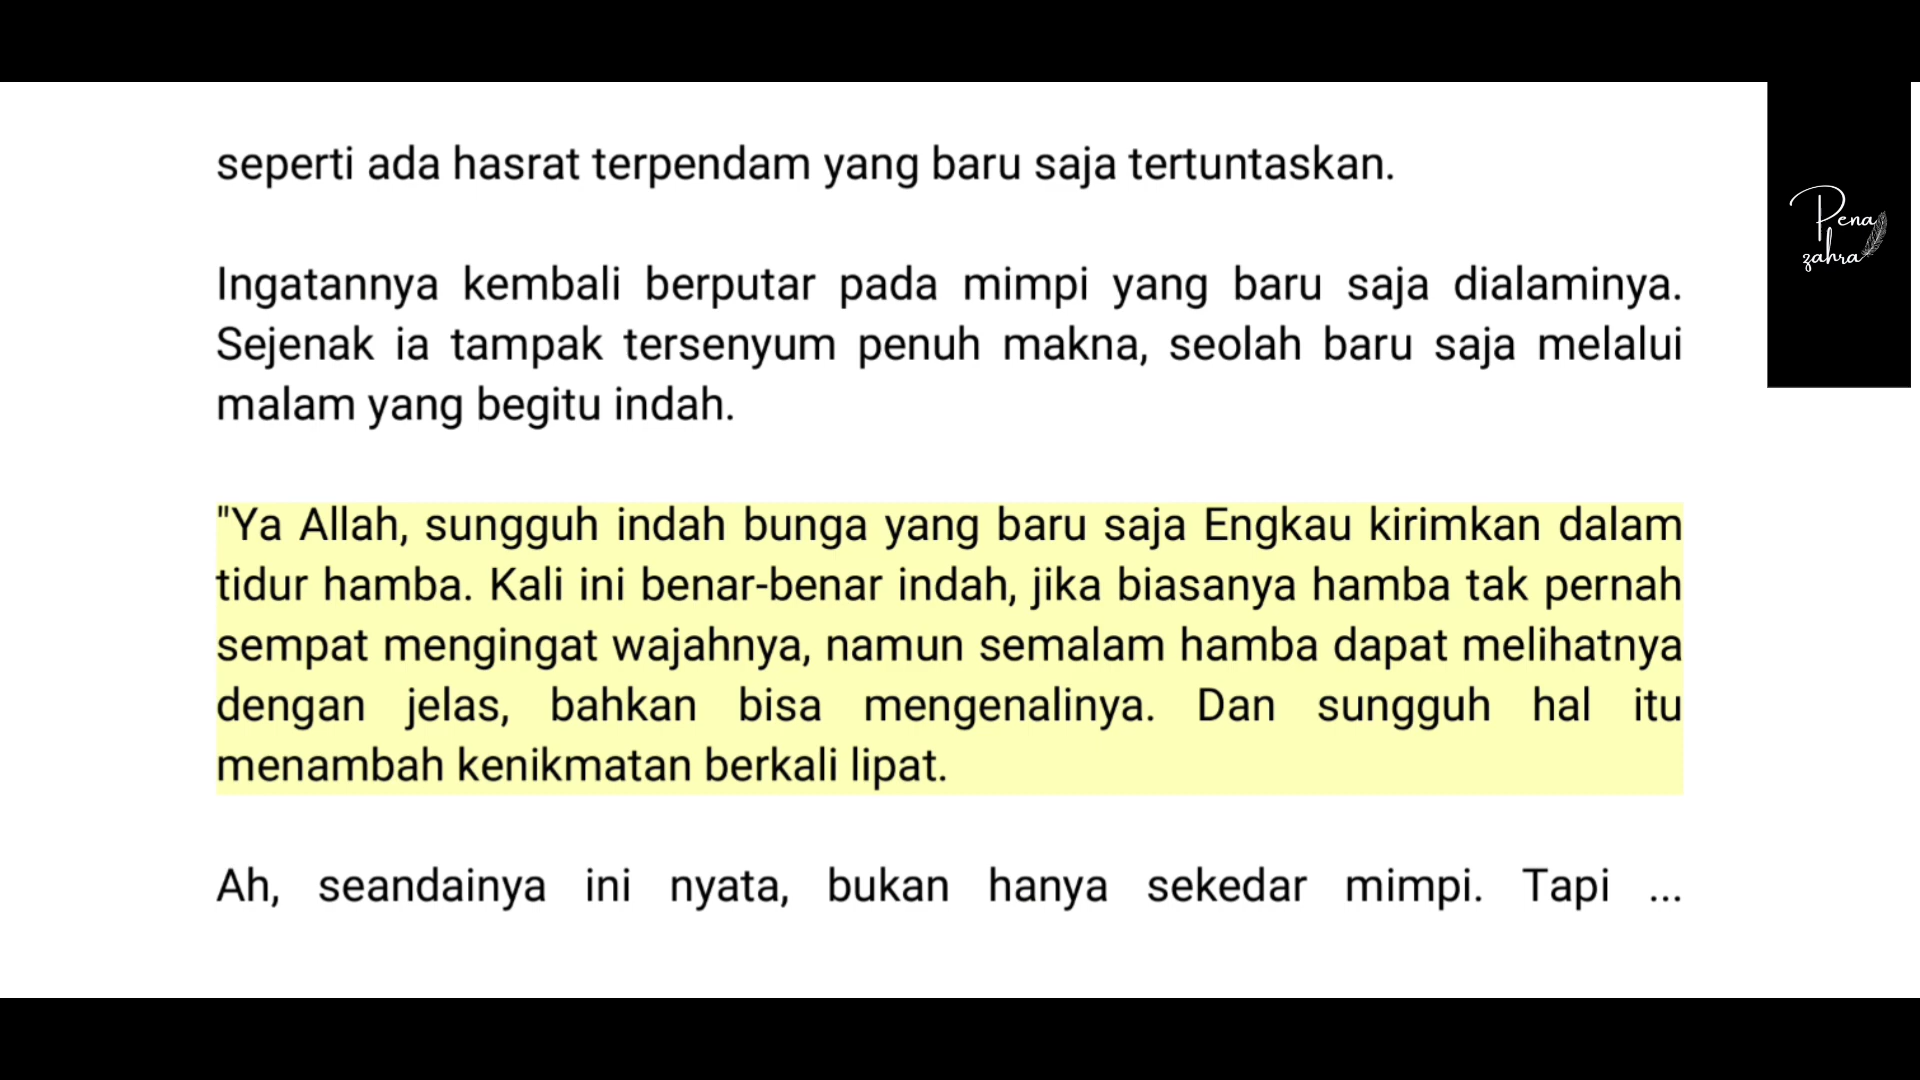 seperti ada hasrat terpendam yang baru saja tertuntaskan.
Ingatannya kembali berputar pada mimpi yang baru saja dialaminya.
Sejenak ia tampak tersenyum penuh makna, seolah baru saja melalui
malam yang begitu indah.
"Ya Allah, sungguh indah bunga yang baru saja Engkau kirimkan dalam
tidur hamba. Kali ini benar-benar indah, jika biasanya hamba tak pernah
sempat mengingat wajahnya, namun semalam hamba dapat melihatnya
dengan jelas, bahkan bisa mengenalinya. Dan sungguh hal itu
menambah kenikmatan berkali lipat.
Ah, seandainya ini nyata, bukan hanya sekedar mimpi. Tapi ...
Pena
zahra